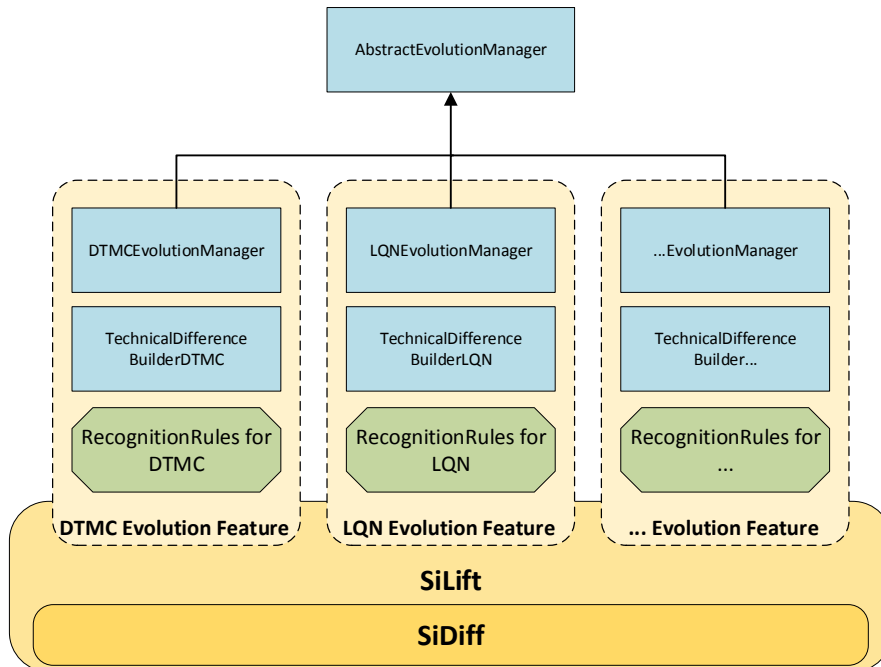 AbstractEvolutionManager
DTMCEvolutionManager
TechnicalDifference
BuilderDTMC
RecognitionRules for
DTMC
DTMC Evolution Feature
LQNEvolutionManager
TechnicalDifference
BuilderLQN
RecognitionRules for
LQN
LQN Evolution Feature
...EvolutionManager
TechnicalDifference
Builder...
RecognitionRules for
...
... Evolution Feature
SiLift
SiDiff